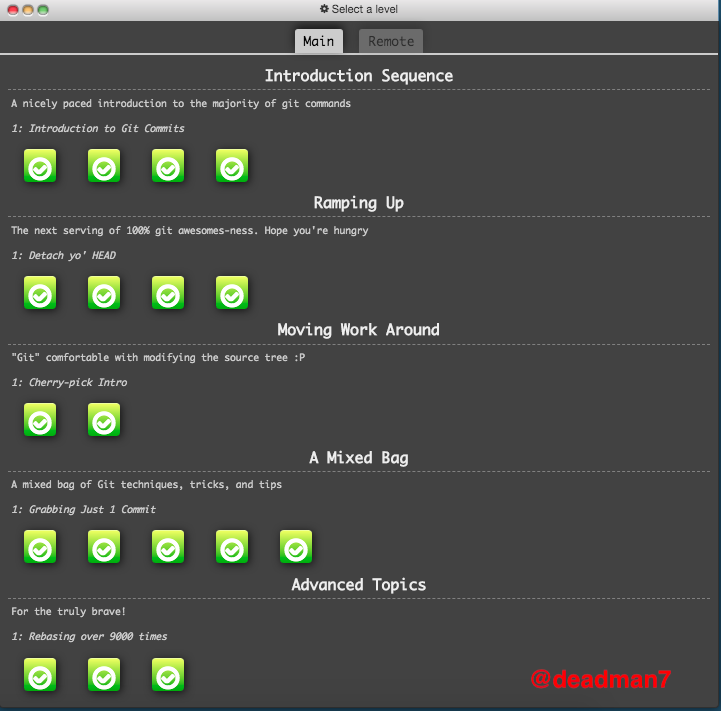 Select a level
Main
Remote
Introduction Sequence
A nicely paced introduction to the majority of git commands
1: Introduction to Git Commits
Ramping Up
The next serving of 100% git awesomes-ness. Hope you're hungry
1: Detach yo' HEAD
Moving Work Around
"Git" comfortable with modifying the source tree :P
1: Cherry-pick Intro
A Mixed Bag
A mixed bag of Git techniques, tricks, and tips
1: Grabbing Just 1 Commit
Advanced Topics
For the truly brave!
1: Rebasing over 9000 times
@deadman7